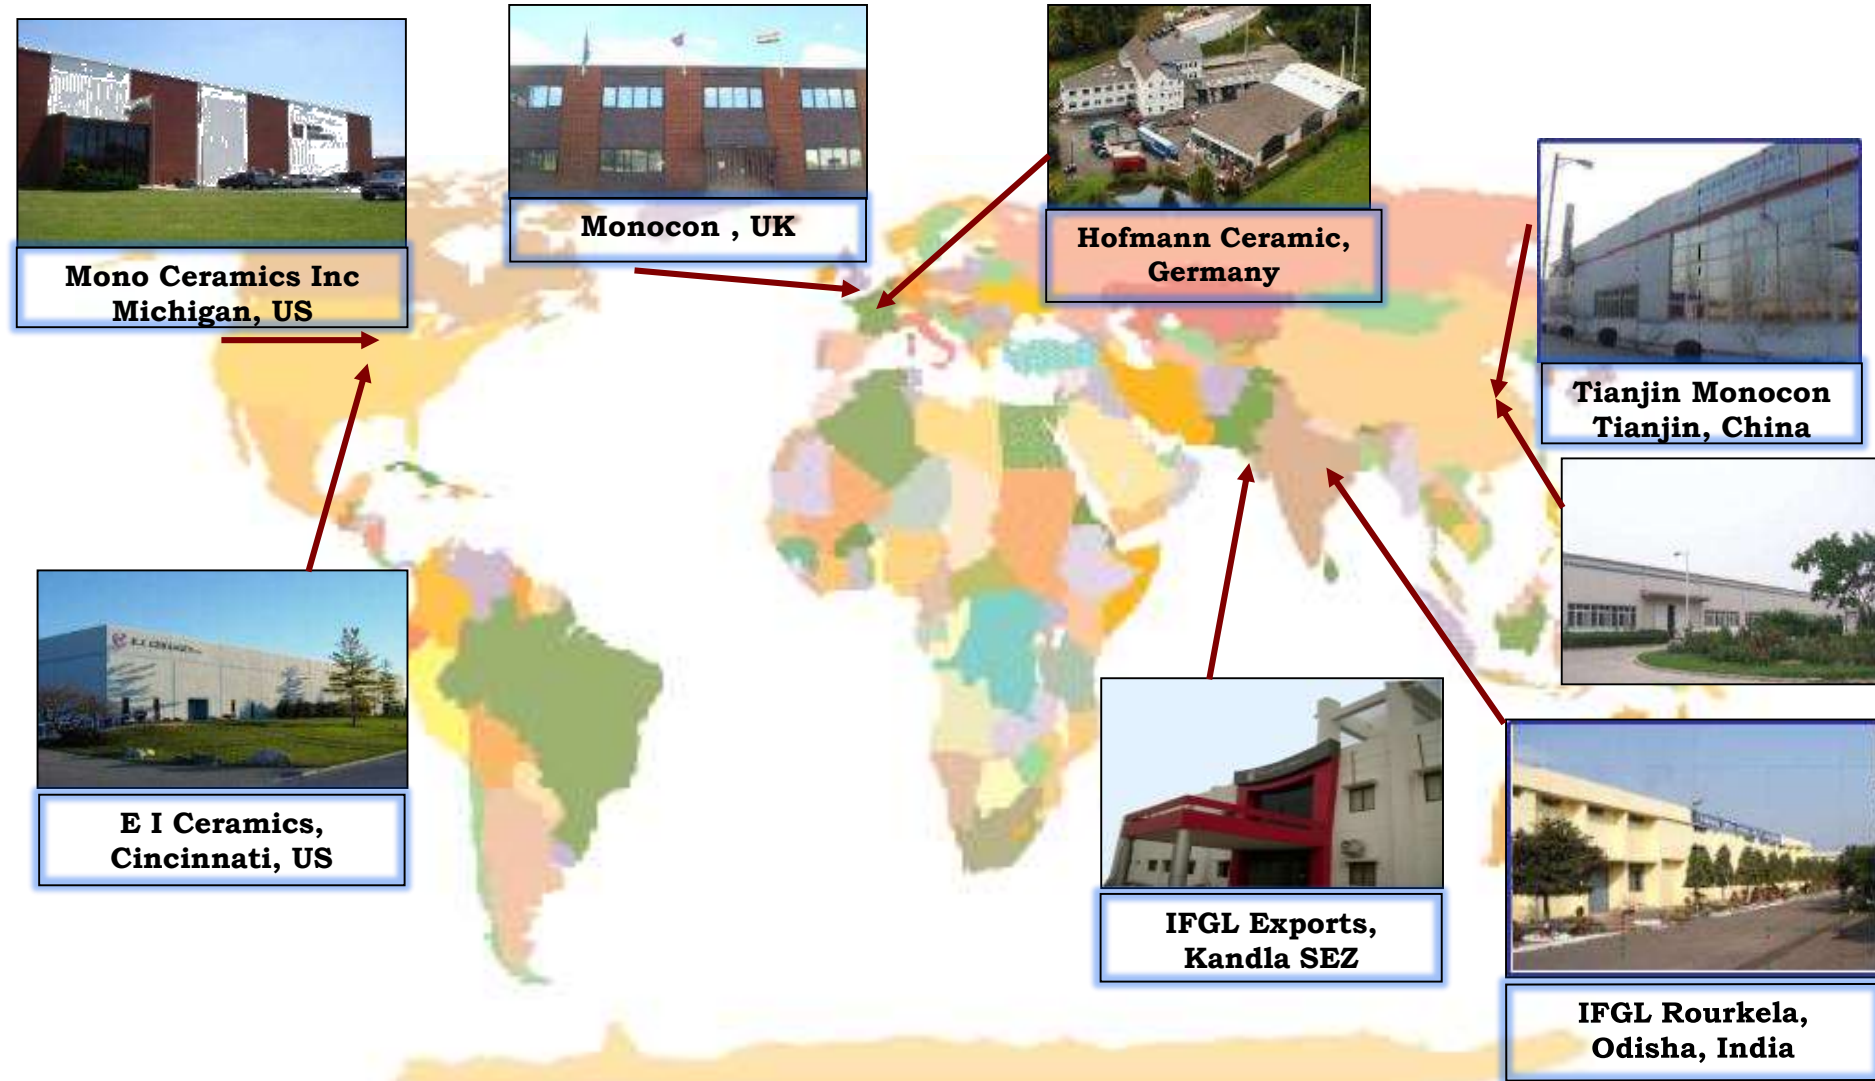 Mono Ceramics Inc
Michigan, US
Monocon , UK
Hofmann Ceramic,
Germany
Tianjin Monocon
Tianjin, China
E I Ceramics,
Cincinnati, US
IFGL Exports,
Kandla SEZ
IFGL Rourkela,
Odisha, India